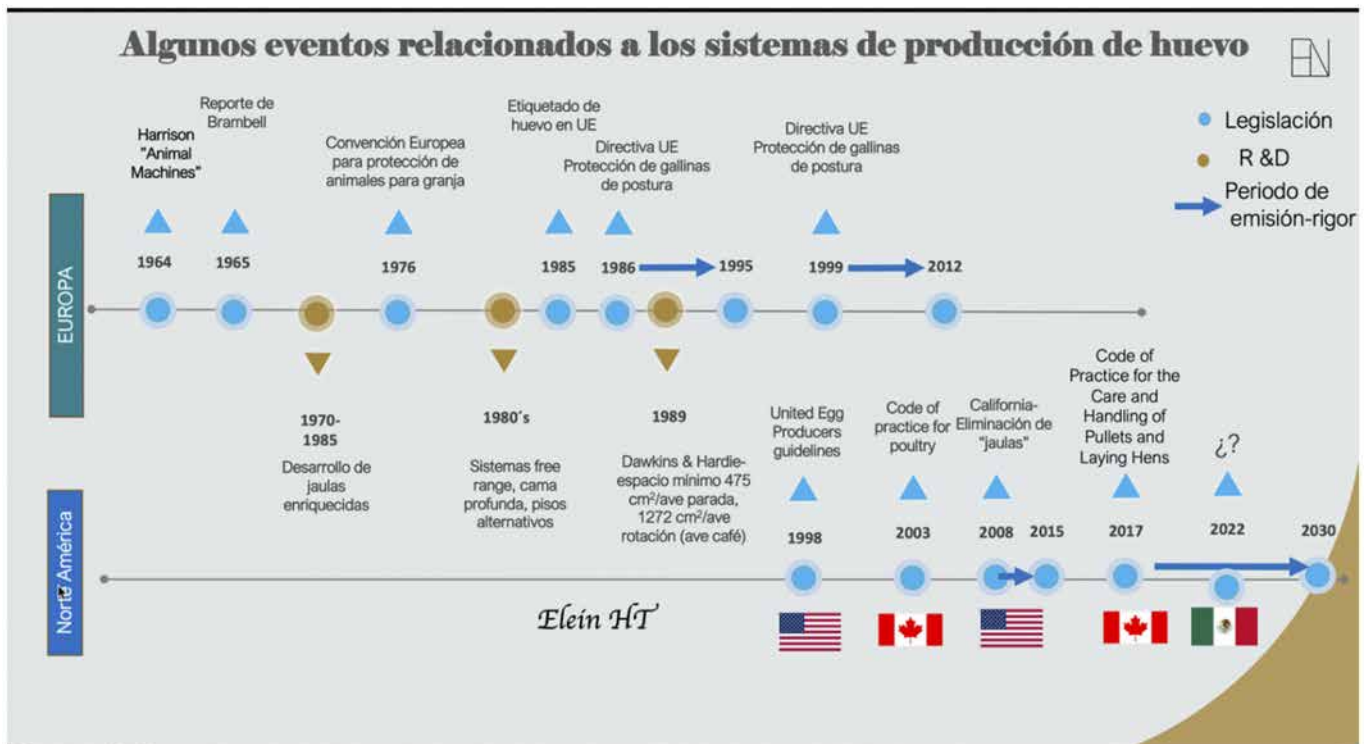 Algunos eventos relacionados a los sistemas de producción de huevo
EN
Legislación
R &D
Periodo de
emisión-rigor
EUROPA
Harrison
"Animal
Machines"
1964
Reporte de
Brambell
1965
Convención Europea
para protección de
animales para granja
1976
Etiquetado de
huevo en UE
1985
Directiva UE
Protección de gallinas
de postura
1986
1995
Directiva UE
Protección de gallinas
de postura
1999
2012
1970-
1985
Desarrollo de
jaulas
enriquecidas
1980´s
Sistemas free
range, cama
profunda, pisos
alternativos
1989
Dawkins & Hardie-
espacio mínimo 475
cm²/ave parada,
1272 cm²/ave
rotación (ave café)
Norte América
United Egg
Producers
guidelines
1998
Code of
practice for
poultry
2003
California-
Eliminación de
"jaulas"
2008
2015
Code of
Practice for the
Care and
Handling of
Pullets and
Laying Hens
2017
¿?
2022
2030
Eleín HT